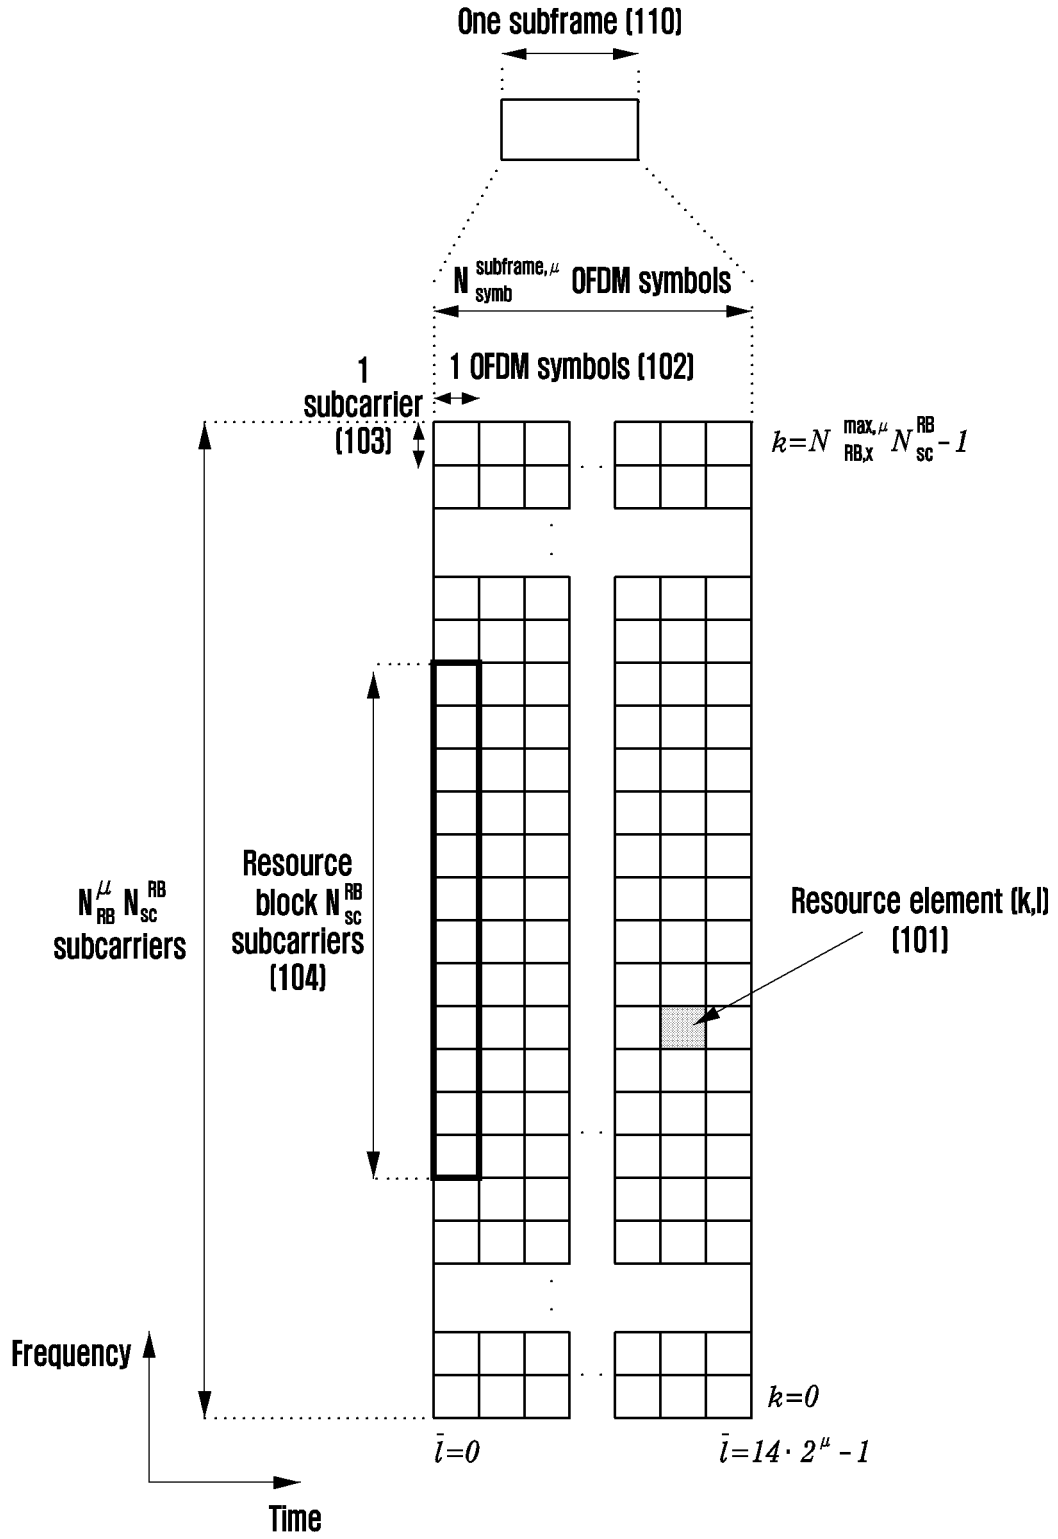 One subframe (110)
N subframe,μ symb OFDM symbols
1 OFDM symbols (102)
1
subcarrier
(103)
k=N max,μ RB,x N RB sc -1
Resource
block N RB sc
subcarriers
(104)
N μ RB N RB sc
subcarriers
Resource element (k,l)
(101)
Frequency
k=0
l̄=0
l̄=14· 2^μ -1
Time